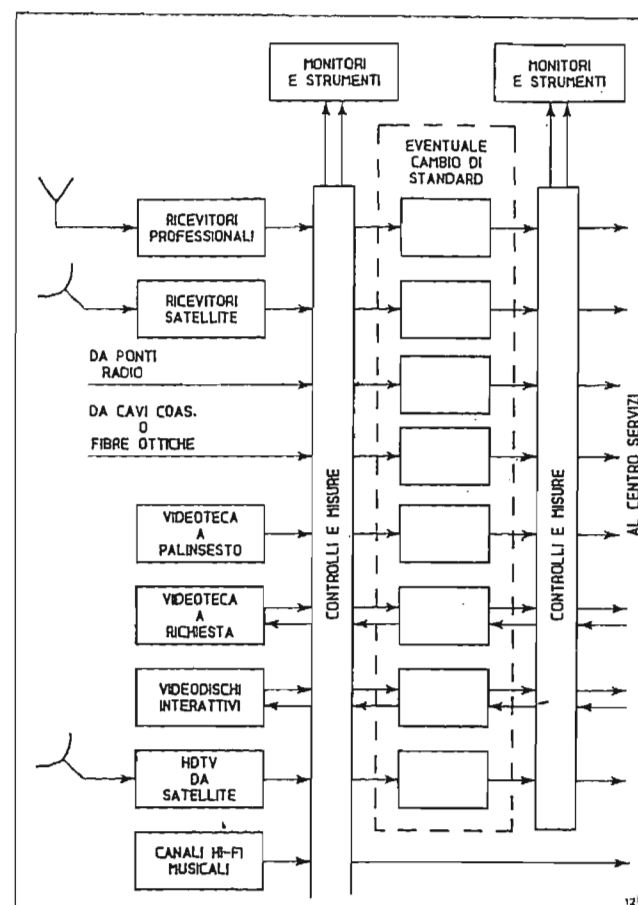 MONITORI
E STRUMENTI
MONITORI
E STRUMENTI
EVENTUALE
CAMBIO DI
STANDARD
RICEVITORI
PROFESSIONALI
RICEVITORI
SATELLITE
DA PONTI
RADIO
DA CAVI COAS.
O
FIBRE OTTICHE
VIDEOTECA
A
PALINSESTO
VIDEOTECA
A
RICHIESTA
VIDEODISCHI
INTERATTIVI
HDTV
DA
SATELLITE
CANALI HI-FI
MUSICALI
CONTROLLI E MISURE
CONTROLLI E MISURE
AL CENTRO SERVIZI